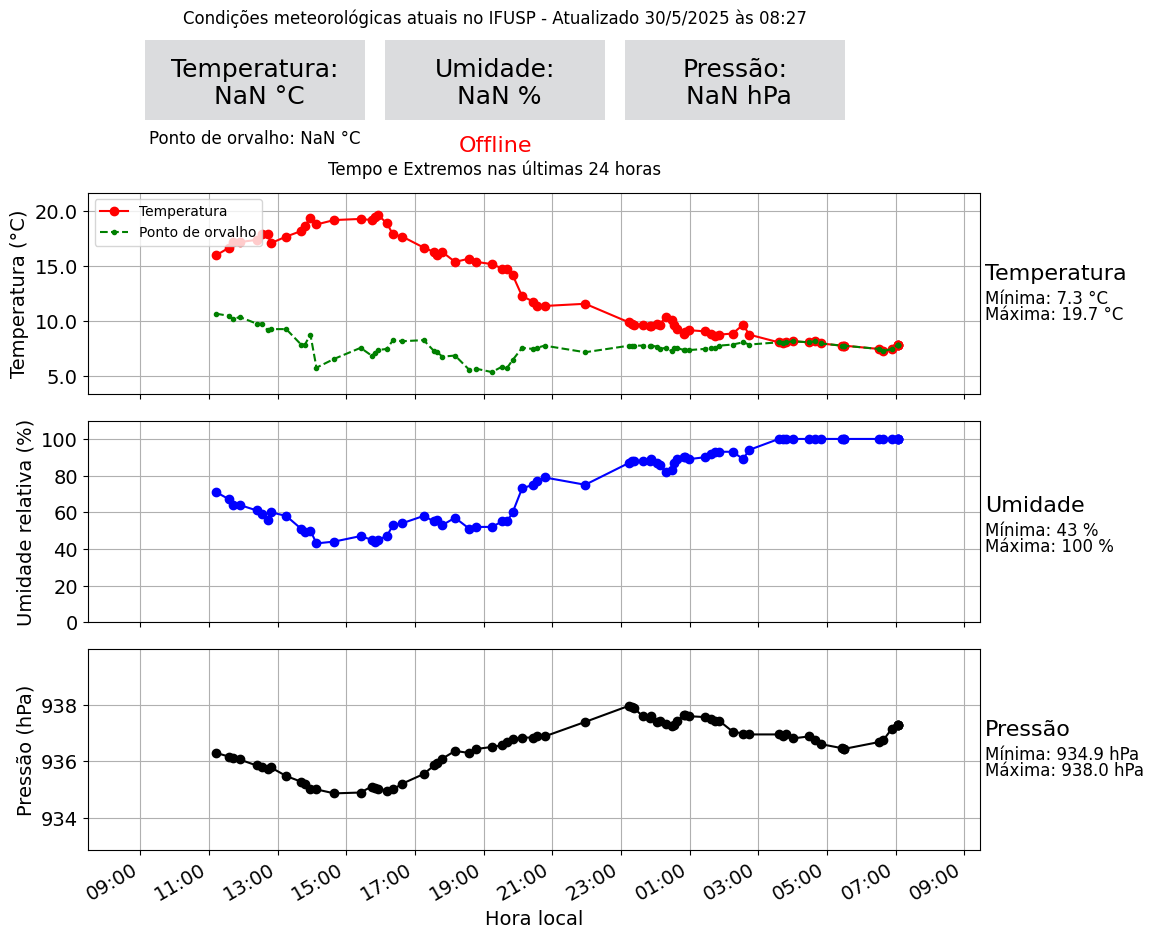 Condições meteorológicas atuais no IFUSP - Atualizado 30/5/2025 às 08:27
Temperatura:
NaN °C
Umidade:
NaN %
Pressão:
NaN hPa
Ponto de orvalho: NaN °C
Offline
Tempo e Extremos nas últimas 24 horas
Temperatura (°C)
20.0
15.0
10.0
5.0
Temperatura
Ponto de orvalho
Temperatura
Mínima: 7.3 °C
Máxima: 19.7 °C
Umidade relativa (%)
100
80
60
40
20
0
Umidade
Mínima: 43 %
Máxima: 100 %
Pressão (hPa)
938
936
934
Pressão
Mínima: 934.9 hPa
Máxima: 938.0 hPa
09:00 11:00 13:00 15:00 17:00 19:00 21:00 23:00 01:00 03:00 05:00 07:00 09:00
Hora local